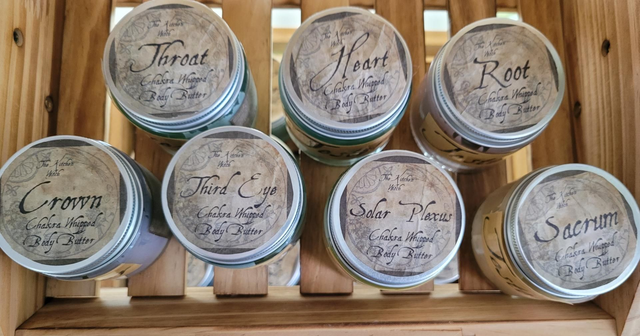 The Kitchen
Witch
Throat
Chakra Whipped
Body Butter
The Kitchen
Witch
Heart
Chakra Whipped
Body Butter
The Kitchen
Witch
Root
Chakra Whipped
Body Butter
The Kitchen
Witch
Crown
Chakra Whipped
Body Butter
The Kitchen
Witch
Third Eye
Chakra Whipped
Body Butter
The Kitchen
Witch
Solar Plexus
Chakra Whipped
Body Butter
The Kitchen
Witch
Sacrum
Chakra Whipped
Body Butter